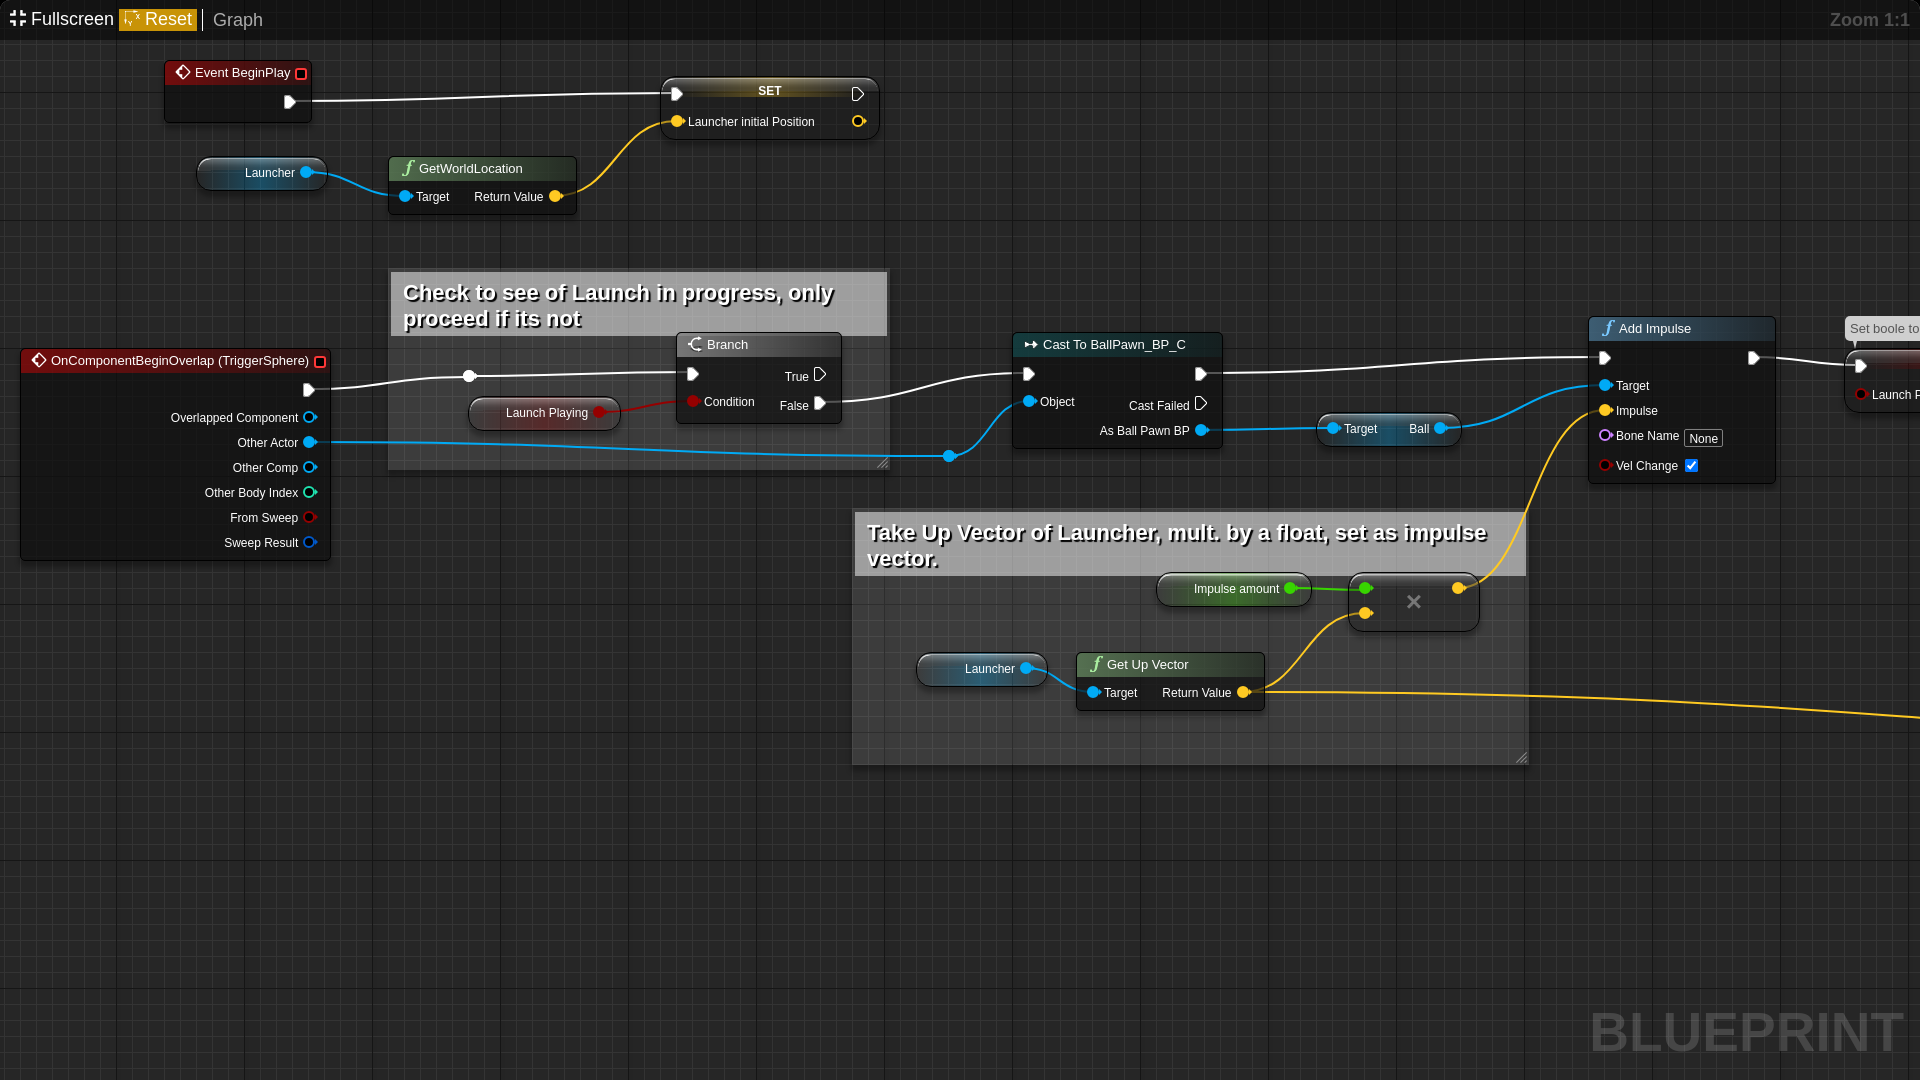 Fullscreen Reset Graph Zoom 1:1
Event BeginPlay
SET
Launcher initial Position
Launcher
GetWorldLocation
Target Return Value
Check to see of Launch in progress, only
proceed if its not
OnComponentBeginOverlap (TriggerSphere)
Overlapped Component
Other Actor
Other Comp
Other Body Index
From Sweep
Sweep Result
Launch Playing
Branch
True
Condition False
Cast To BallPawn_BP_C
Object Cast Failed
As Ball Pawn BP
Target Ball
Add Impulse
Target
Impulse
Bone Name None
Vel Change
Set boole to
Launch P
Take Up Vector of Launcher, mult. by a float, set as impulse
vector.
Impulse amount
Launcher
Get Up Vector
Target Return Value
BLUEPRINT